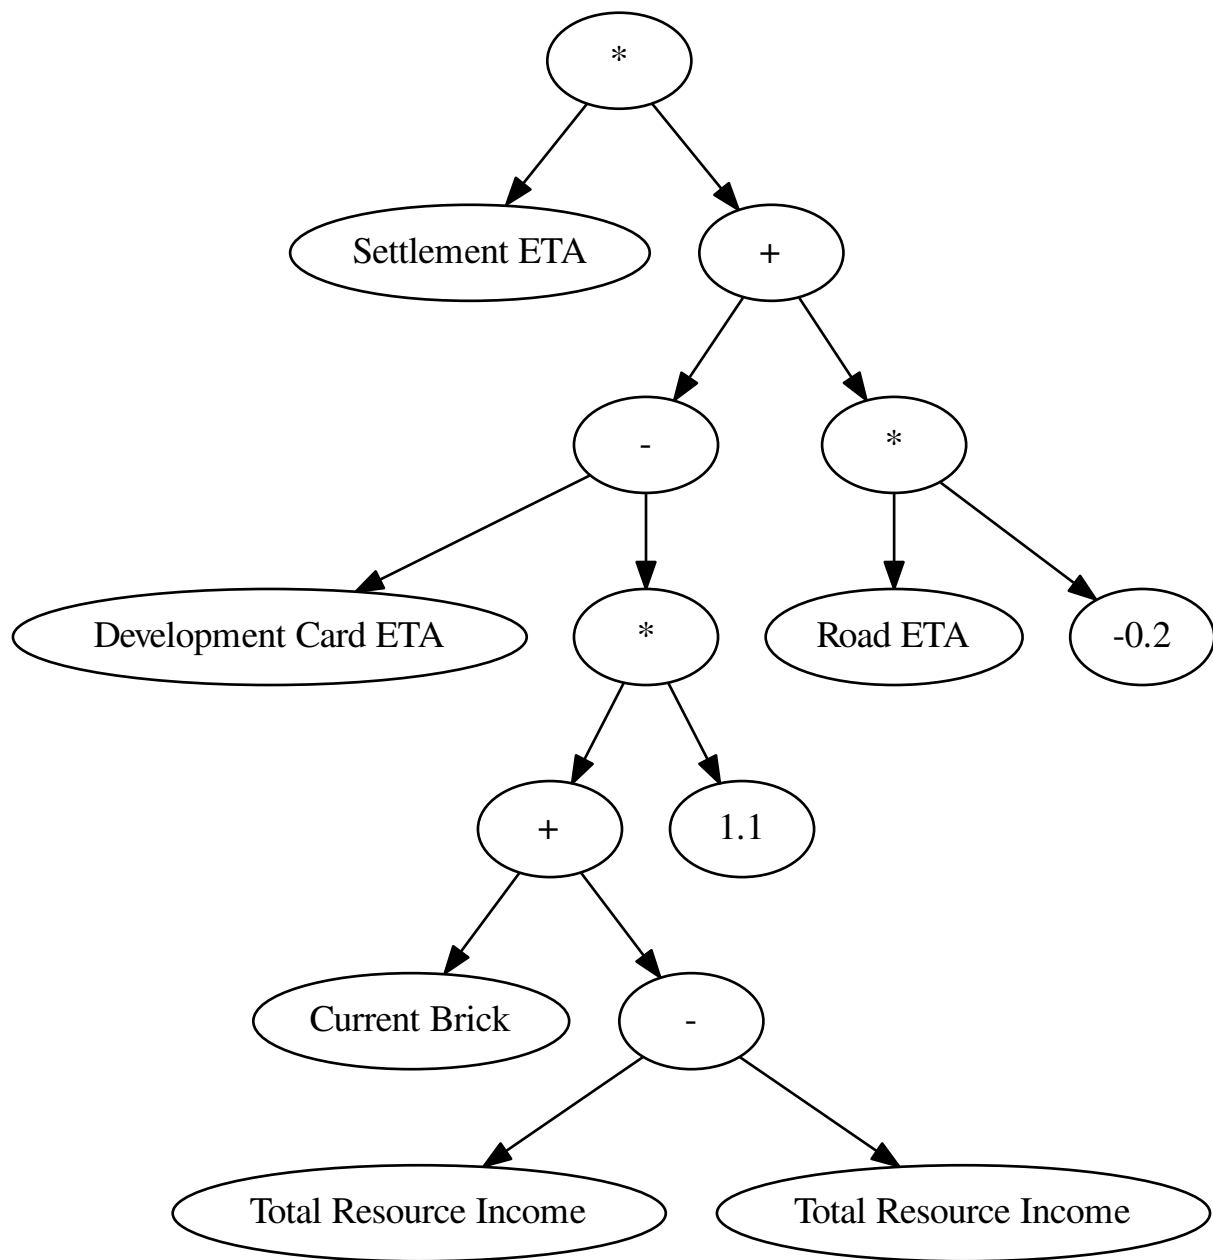 *
Settlement ETA
+
-
*
Development Card ETA
*
Road ETA
-0.2
+
1.1
Current Brick
-
Total Resource Income
Total Resource Income